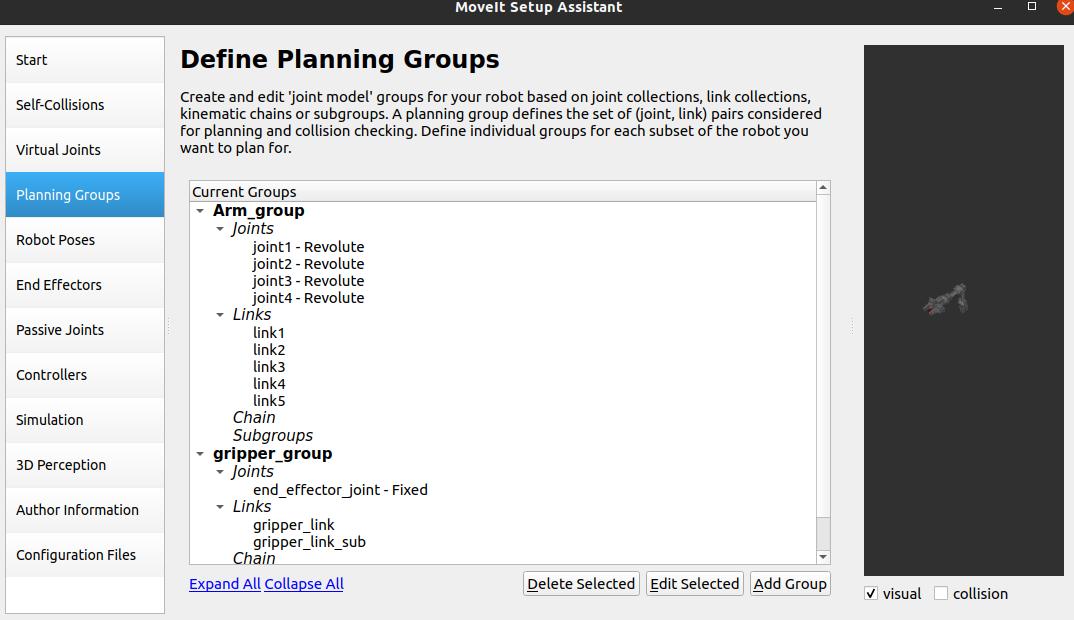 MoveIt Setup Assistant
Start
Self-Collisions
Virtual Joints
Planning Groups
Robot Poses
End Effectors
Passive Joints
Controllers
Simulation
3D Perception
Author Information
Configuration Files
Define Planning Groups
Create and edit 'joint model' groups for your robot based on joint collections, link collections,
kinematic chains or subgroups. A planning group defines the set of (joint, link) pairs considered
for planning and collision checking. Define individual groups for each subset of the robot you
want to plan for.
Current Groups
Arm_group
Joints
joint1 - Revolute
joint2 - Revolute
joint3 - Revolute
joint4 - Revolute
Links
link1
link2
link3
link4
link5
Chain
Subgroups
gripper_group
Joints
end_effector_joint - Fixed
Links
gripper_link
gripper_link_sub
Chain
Expand All Collapse All
Delete Selected
Edit Selected
Add Group
visual
collision